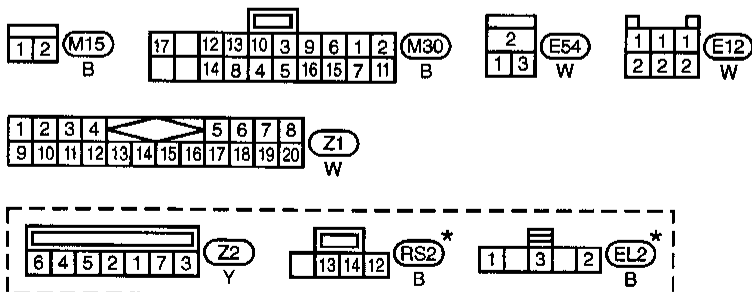 1 2 M15 B
17 12 13 10 3 9 6 1 2 M30
14 8 4 5 16 15 7 11 B
2 E54
1 3 W
1 1 1 E12
2 2 2 W
1 2 3 4 5 6 7 8 Z1
9 10 11 12 13 14 15 16 17 18 19 20 W
6 4 5 2 1 7 3 Z2 Y
13 14 12 RS2 * B
1 3 2 EL2 * B